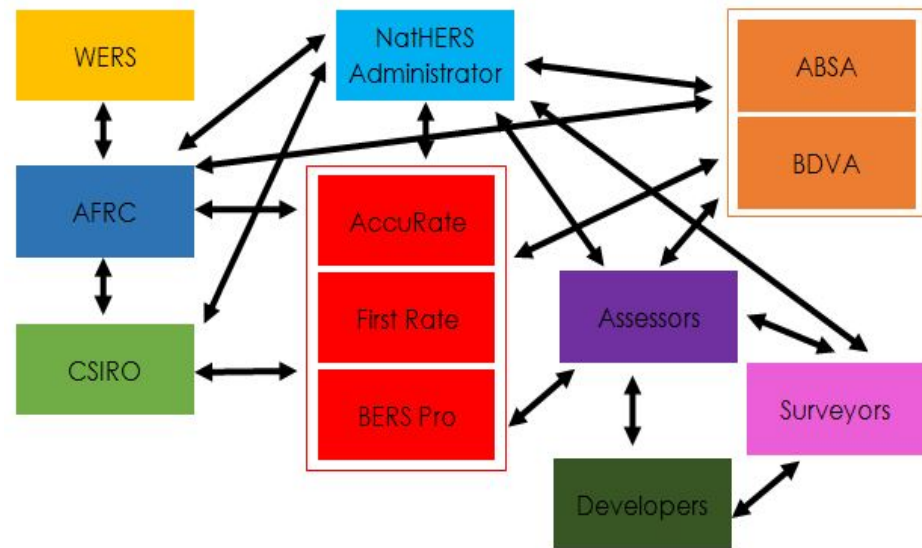 WERS
NatHERS
Administrator
ABSA
BDVA
AFRC
AccuRate
First Rate
BERS Pro
Assessors
CSIRO
Surveyors
Developers